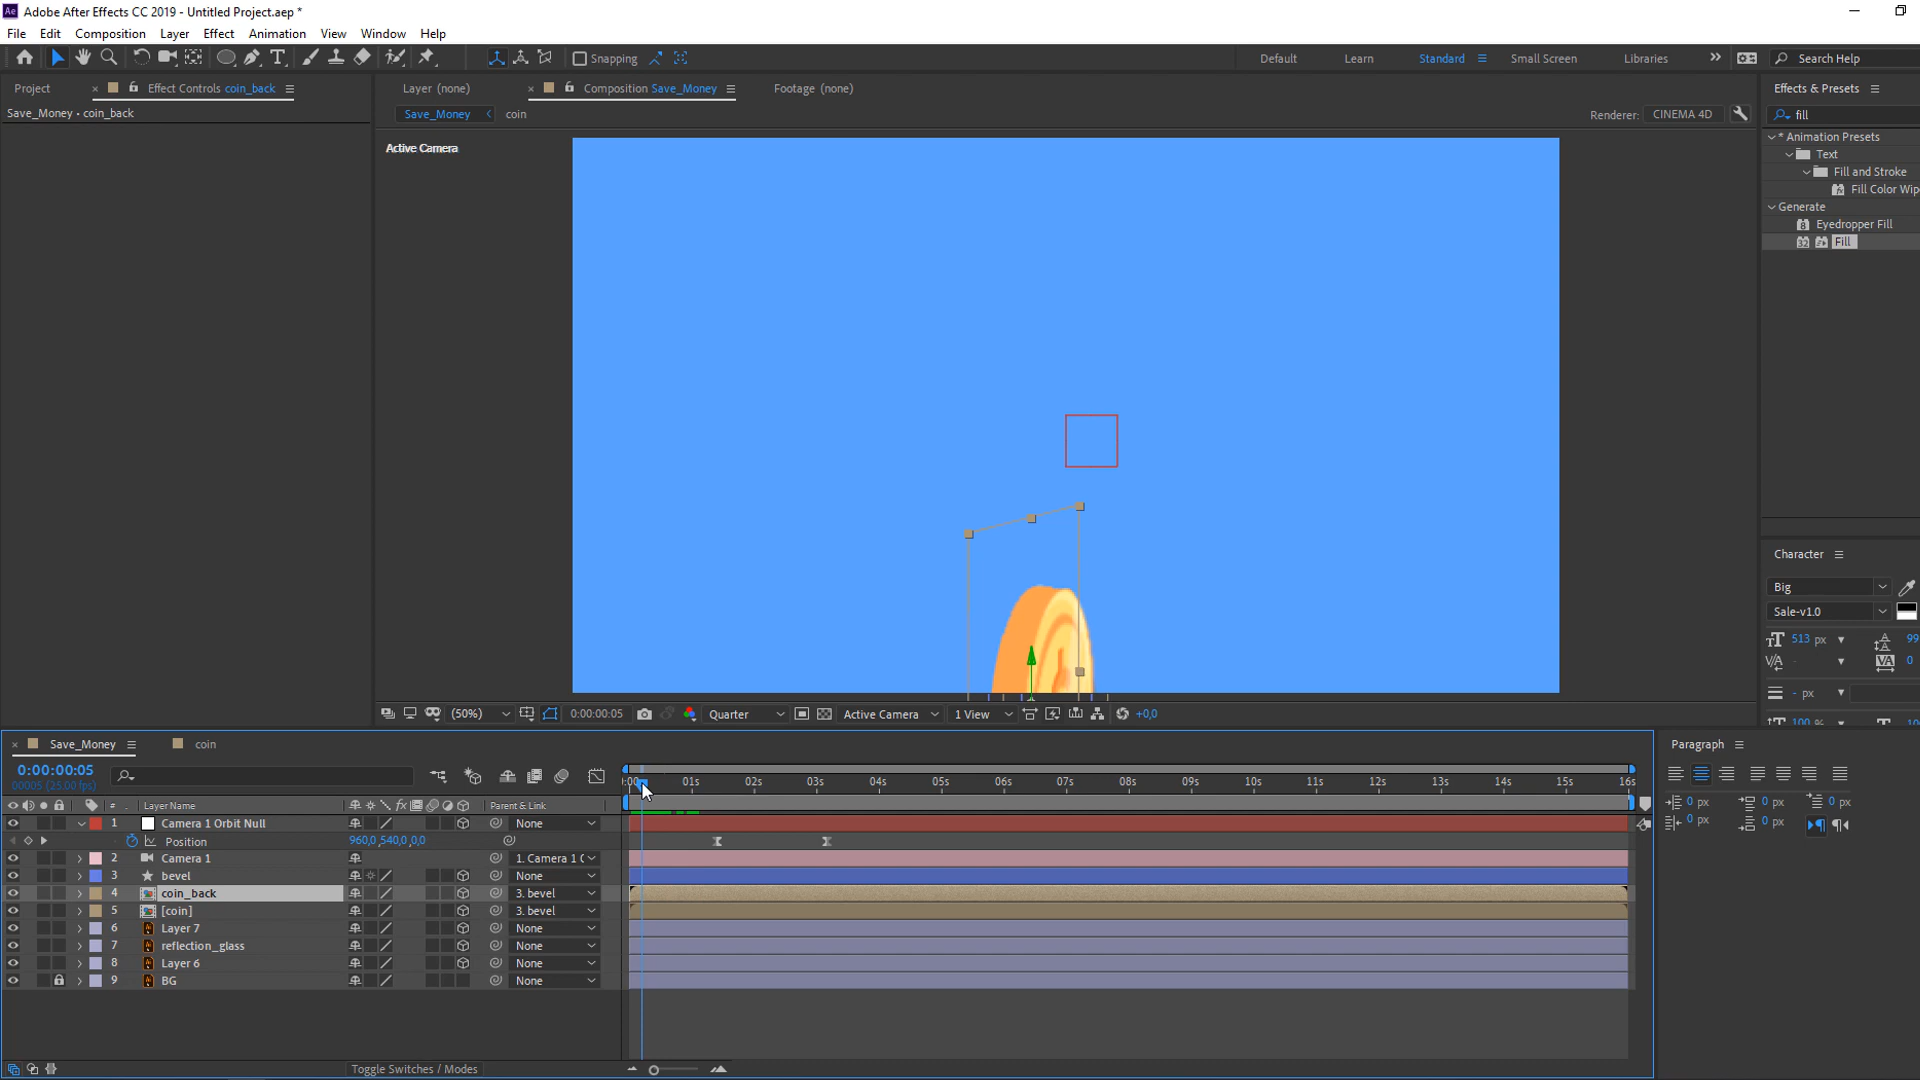 Adobe After Effects CC 2019 - Untitled Project.aep *
File Edit Composition Layer Effect Animation View Window Help
Snapping Default Learn Standard Small Screen Libraries Search Help
Project Effect Controls coin_back Layer (none) Composition Save_Money Footage (none) Effects & Presets
Save_Money • coin_back Save_Money coin Renderer: CINEMA 4D fill
Active Camera
* Animation Presets
Text
Fill and Stroke
Fill Color Wip
Generate
Eyedropper Fill
Fill
Character
Big
Sale-v1.0
513 px 99
0
- px
100 %
(50%) 0:00:00:05 Quarter Active Camera 1 View +0,0
Save_Money coin Paragraph
0:00:00:05
00005 (25.00 fps)
01s 02s 03s 04s 05s 06s 07s 08s 09s 10s 11s 12s 13s 14s 15s 16s
0 px 0 px 0 px
0 px 0 px
# Layer Name Parent & Link
1 Camera 1 Orbit Null None
Position 960,0,540,0,0,0
2 Camera 1 1. Camera 1 O
3 bevel None
4 coin_back 3. bevel
5 [coin] 3. bevel
6 Layer 7 None
7 reflection_glass None
8 Layer 6 None
9 BG None
Toggle Switches / Modes